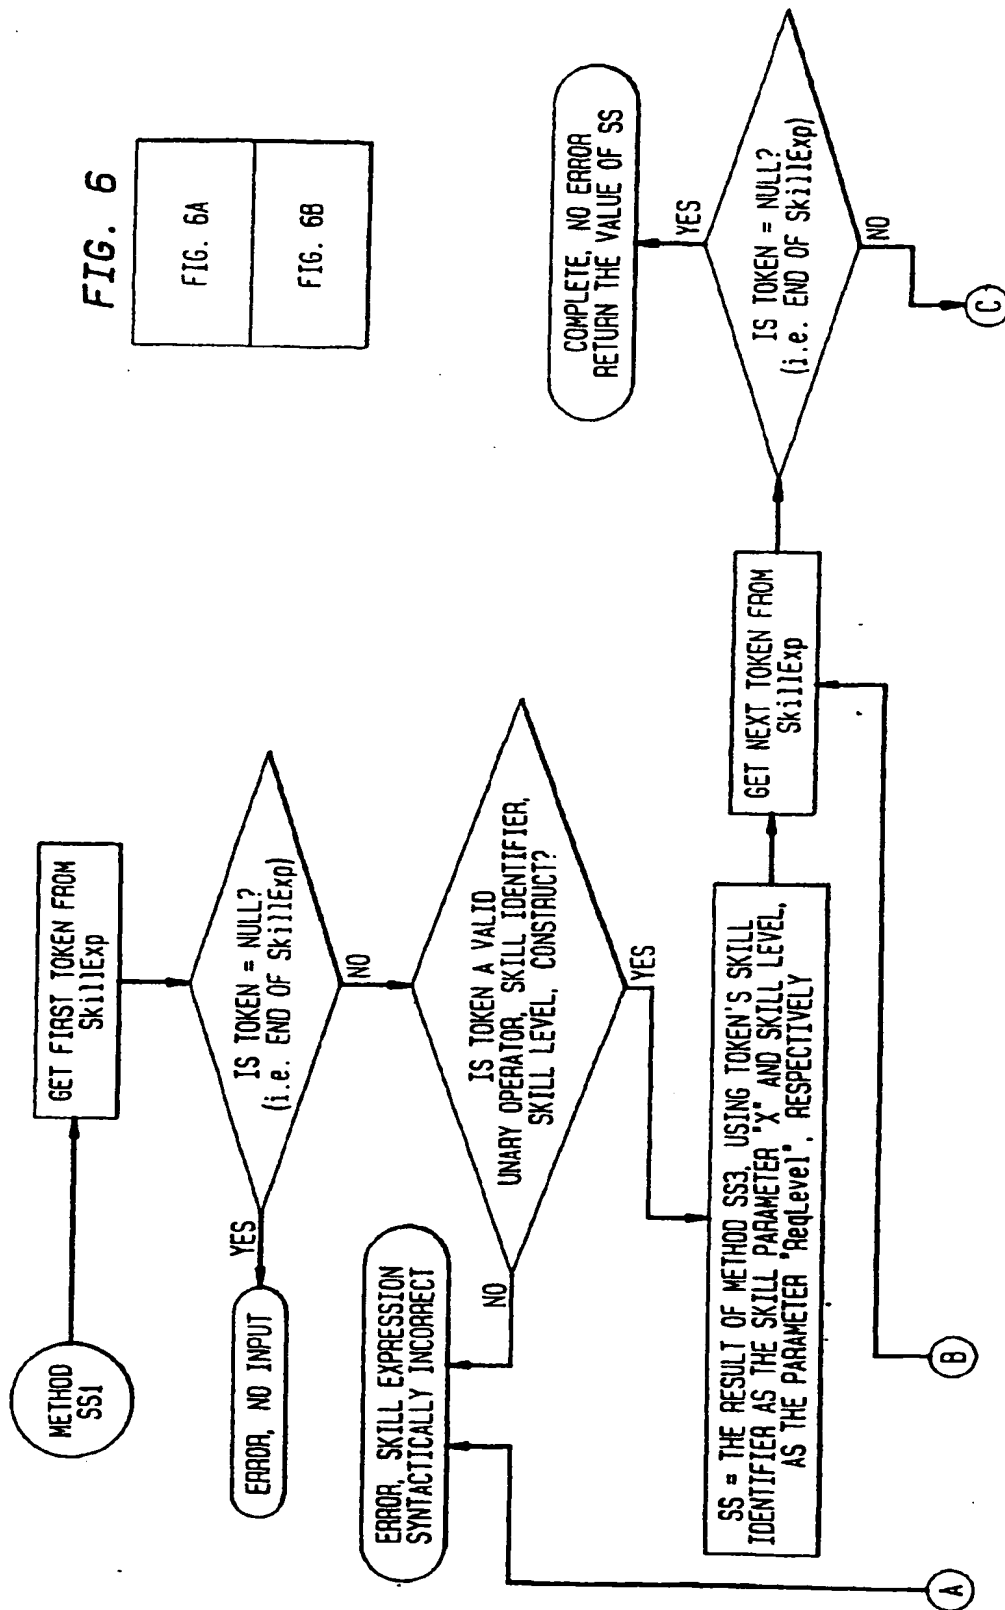 FIG. 6
FIG. 6A
FIG. 6B
METHOD
SS1
GET FIRST TOKEN FROM
SkillExp
IS TOKEN = NULL?
(i.e. END OF SkillExp)
YES
NO
ERROR, NO INPUT
IS TOKEN A VALID
UNARY OPERATOR, SKILL IDENTIFIER,
SKILL LEVEL, CONSTRUCT?
NO
YES
ERROR, SKILL EXPRESSION
SYNTACTICALLY INCORRECT
SS = THE RESULT OF METHOD SS3, USING TOKEN'S SKILL
IDENTIFIER AS THE SKILL PARAMETER "X" AND SKILL LEVEL,
AS THE PARAMETER "ReqLevel", RESPECTIVELY
GET NEXT TOKEN FROM
SkillExp
IS TOKEN = NULL?
(i.e. END OF SkillExp)
YES
NO
COMPLETE, NO ERROR
RETURN THE VALUE OF SS
A
B
C